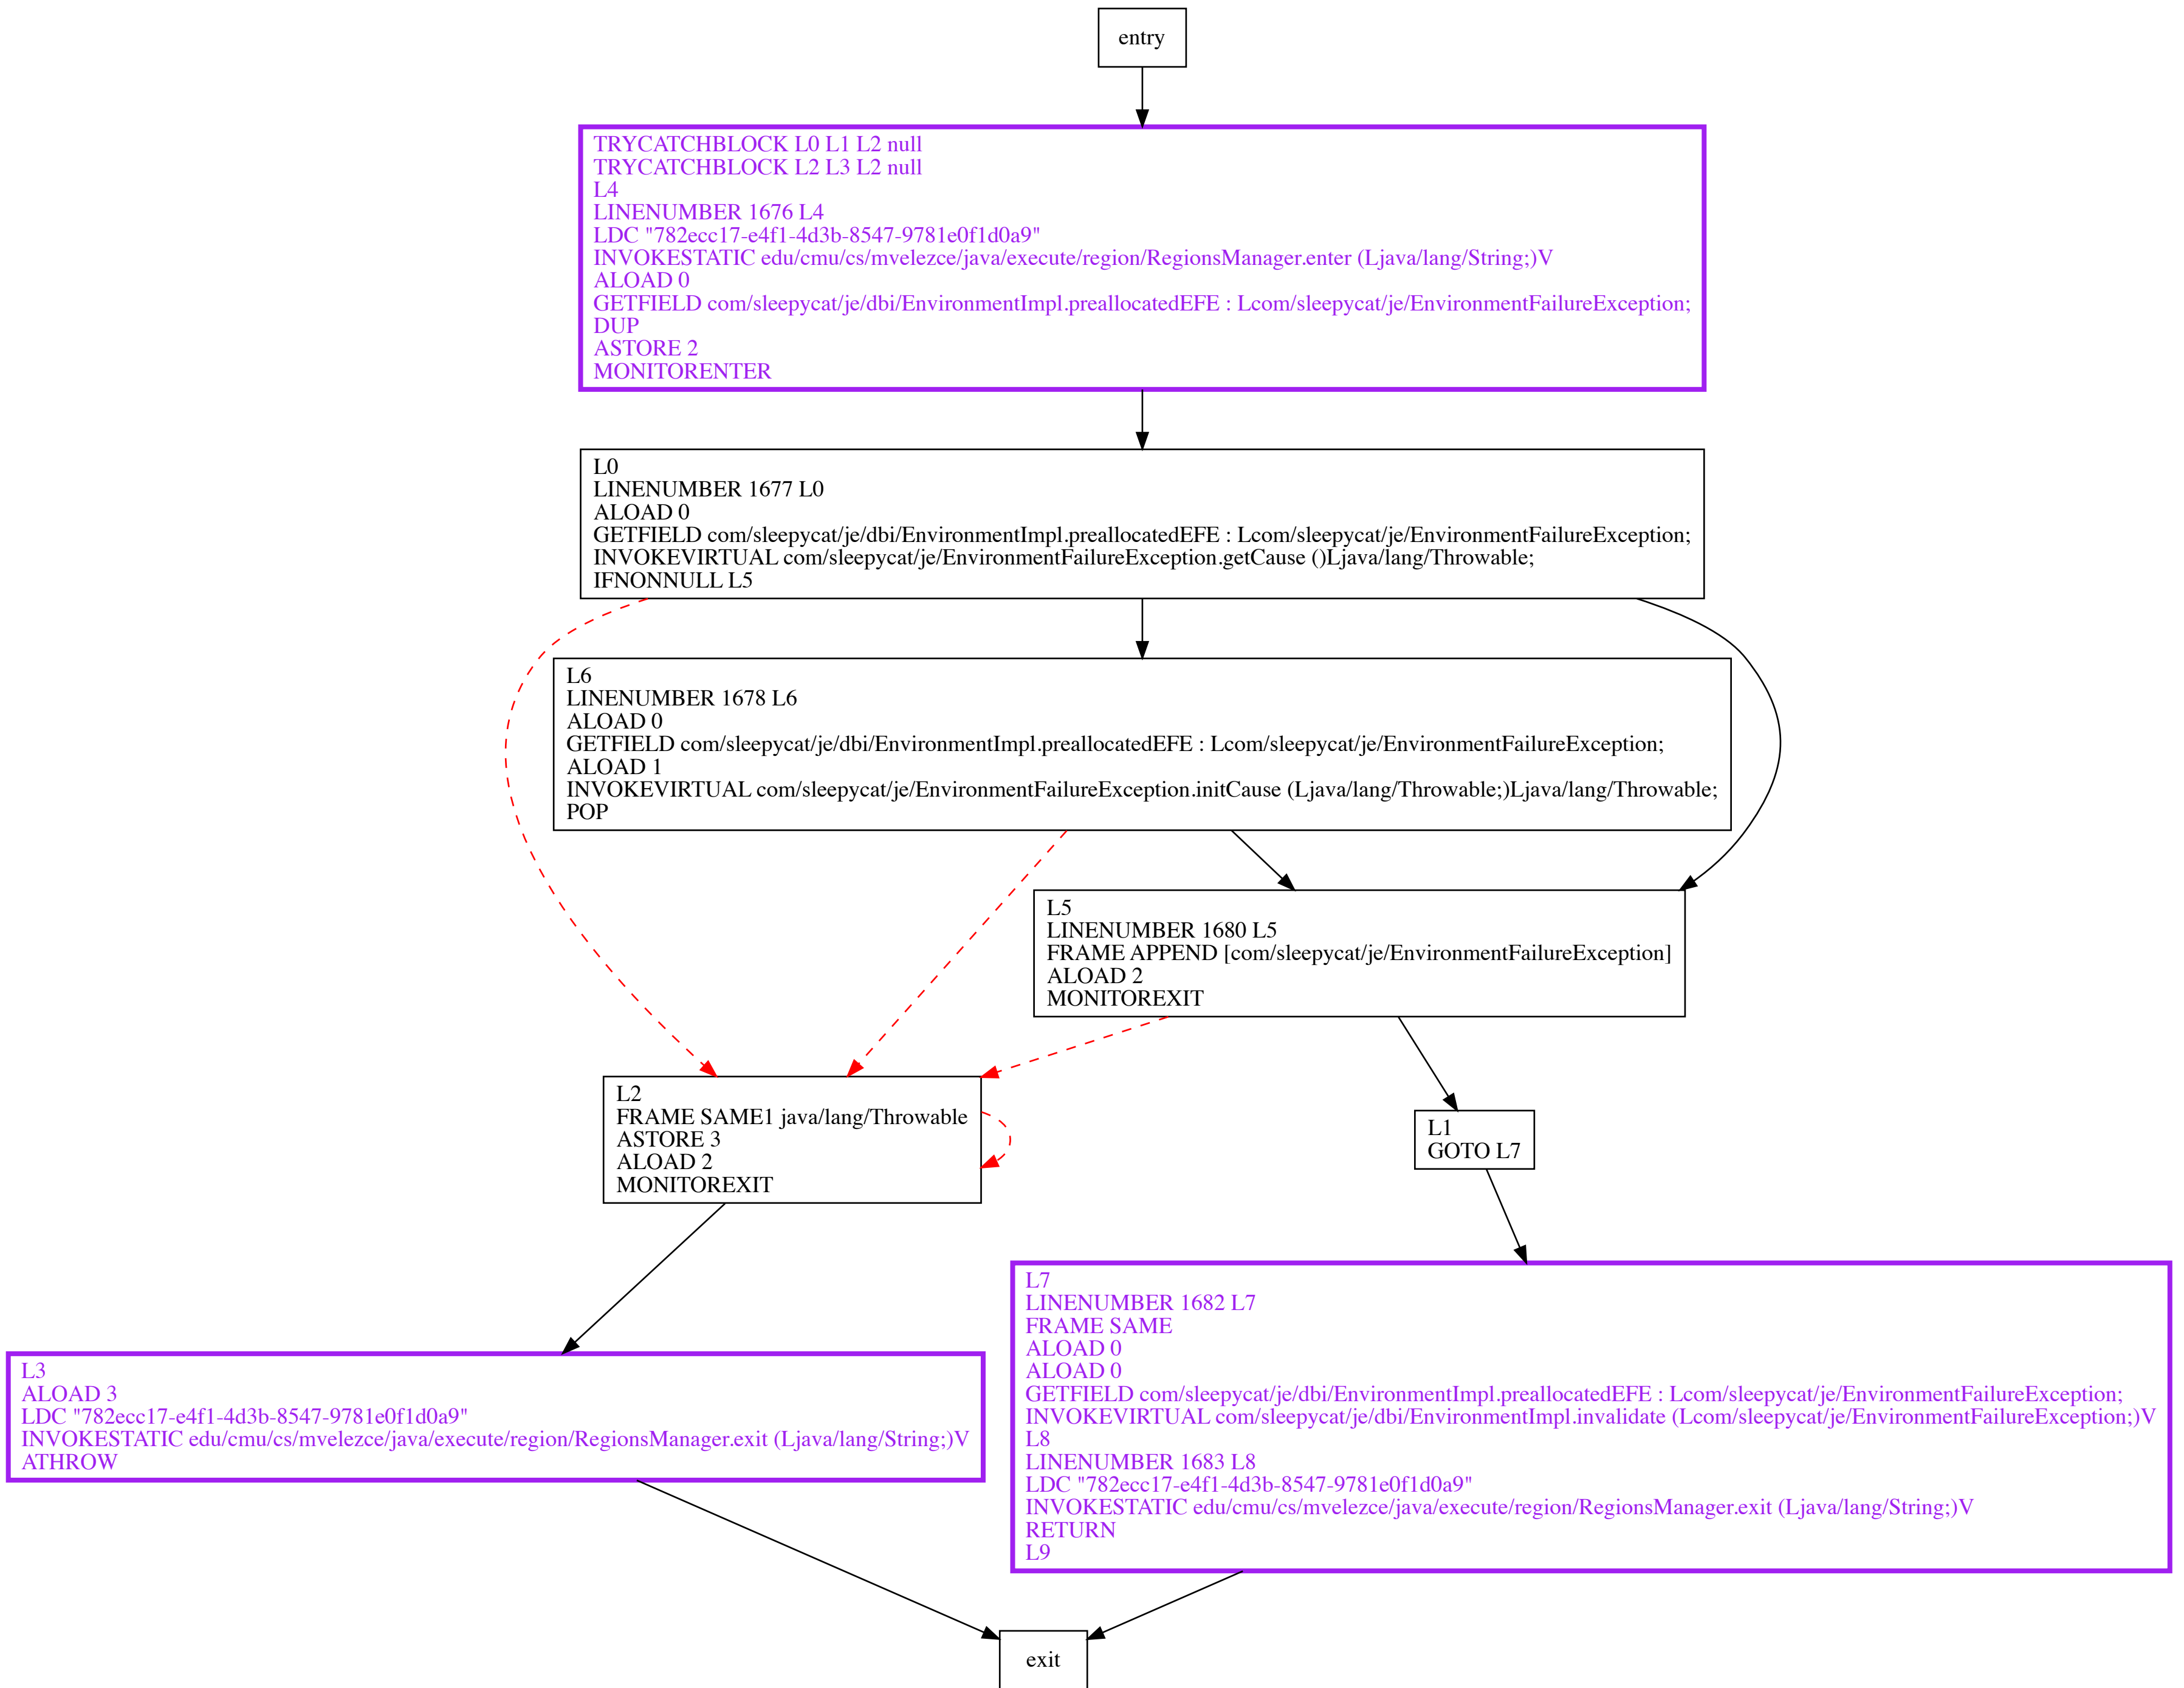 entry
TRYCATCHBLOCK L0 L1 L2 null
TRYCATCHBLOCK L2 L3 L2 null
L4
LINENUMBER 1676 L4
LDC "782ecc17-e4f1-4d3b-8547-9781e0f1d0a9"
INVOKESTATIC edu/cmu/cs/mvelezce/java/execute/region/RegionsManager.enter (Ljava/lang/String;)V
ALOAD 0
GETFIELD com/sleepycat/je/dbi/EnvironmentImpl.preallocatedEFE : Lcom/sleepycat/je/EnvironmentFailureException;
DUP
ASTORE 2
MONITORENTER
L0
LINENUMBER 1677 L0
ALOAD 0
GETFIELD com/sleepycat/je/dbi/EnvironmentImpl.preallocatedEFE : Lcom/sleepycat/je/EnvironmentFailureException;
INVOKEVIRTUAL com/sleepycat/je/EnvironmentFailureException.getCause ()Ljava/lang/Throwable;
IFNONNULL L5
L6
LINENUMBER 1678 L6
ALOAD 0
GETFIELD com/sleepycat/je/dbi/EnvironmentImpl.preallocatedEFE : Lcom/sleepycat/je/EnvironmentFailureException;
ALOAD 1
INVOKEVIRTUAL com/sleepycat/je/EnvironmentFailureException.initCause (Ljava/lang/Throwable;)Ljava/lang/Throwable;
POP
L5
LINENUMBER 1680 L5
FRAME APPEND [com/sleepycat/je/EnvironmentFailureException]
ALOAD 2
MONITOREXIT
L2
FRAME SAME1 java/lang/Throwable
ASTORE 3
ALOAD 2
MONITOREXIT
L1
GOTO L7
L3
ALOAD 3
LDC "782ecc17-e4f1-4d3b-8547-9781e0f1d0a9"
INVOKESTATIC edu/cmu/cs/mvelezce/java/execute/region/RegionsManager.exit (Ljava/lang/String;)V
ATHROW
L7
LINENUMBER 1682 L7
FRAME SAME
ALOAD 0
ALOAD 0
GETFIELD com/sleepycat/je/dbi/EnvironmentImpl.preallocatedEFE : Lcom/sleepycat/je/EnvironmentFailureException;
INVOKEVIRTUAL com/sleepycat/je/dbi/EnvironmentImpl.invalidate (Lcom/sleepycat/je/EnvironmentFailureException;)V
L8
LINENUMBER 1683 L8
LDC "782ecc17-e4f1-4d3b-8547-9781e0f1d0a9"
INVOKESTATIC edu/cmu/cs/mvelezce/java/execute/region/RegionsManager.exit (Ljava/lang/String;)V
RETURN
L9
exit